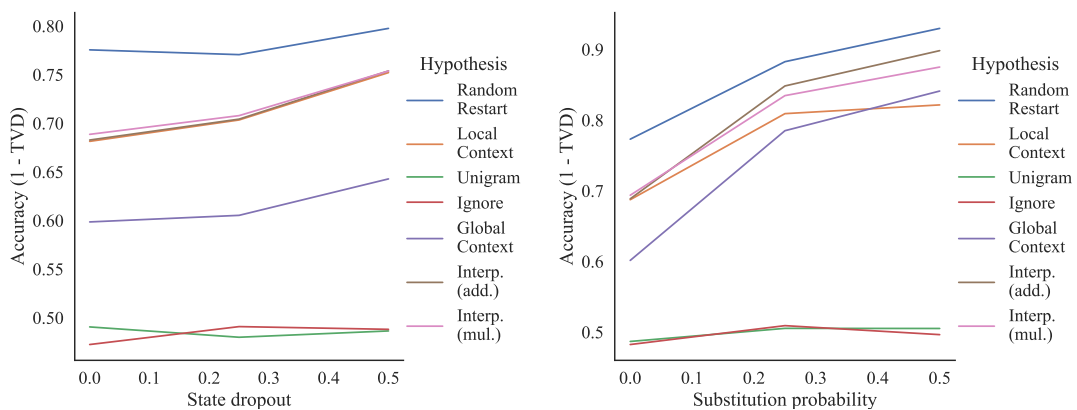 0.80
0.75
0.70
0.65
0.60
0.55
0.50
Accuracy (1 - TVD)
0.0 0.1 0.2 0.3 0.4 0.5
State dropout
Hypothesis
Random
Restart
Local
Context
Unigram
Ignore
Global
Context
Interp.
(add.)
Interp.
(mul.)
0.9
0.8
0.7
0.6
0.5
Accuracy (1 - TVD)
0.0 0.1 0.2 0.3 0.4 0.5
Substitution probability
Hypothesis
Random
Restart
Local
Context
Unigram
Ignore
Global
Context
Interp.
(add.)
Interp.
(mul.)